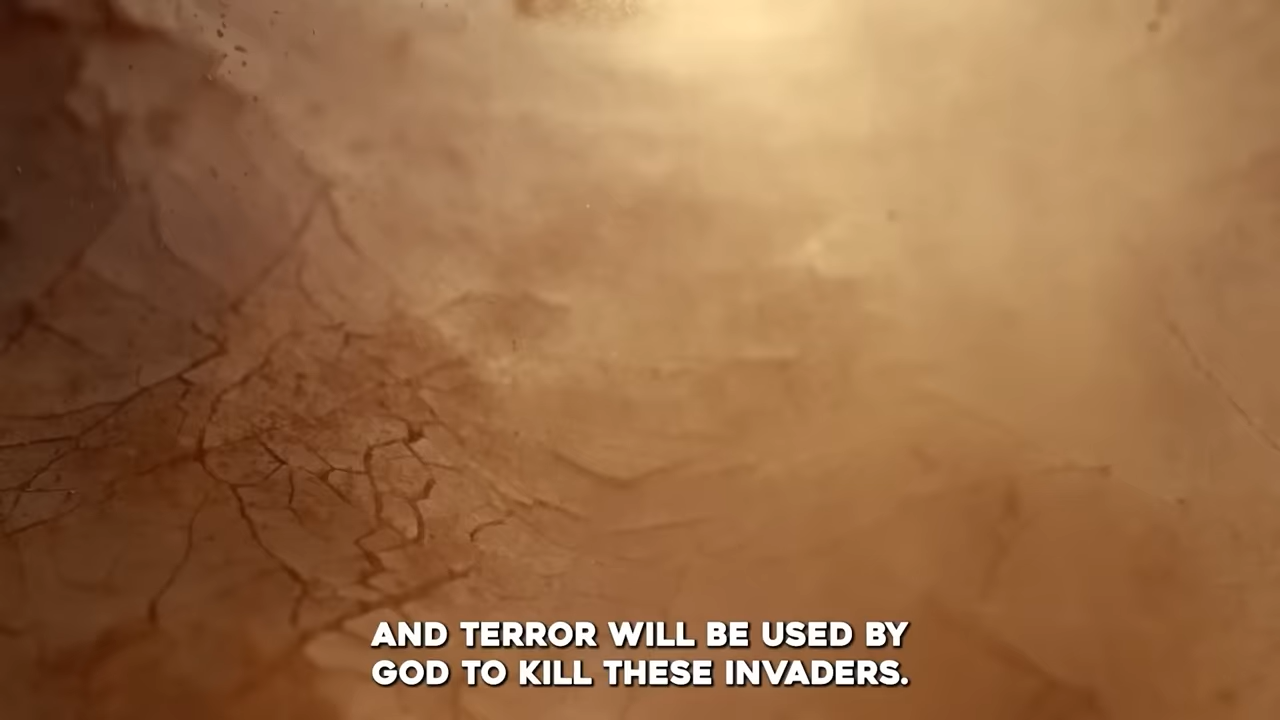 AND TERROR WILL BE USED BY
GOD TO KILL THESE INVADERS.